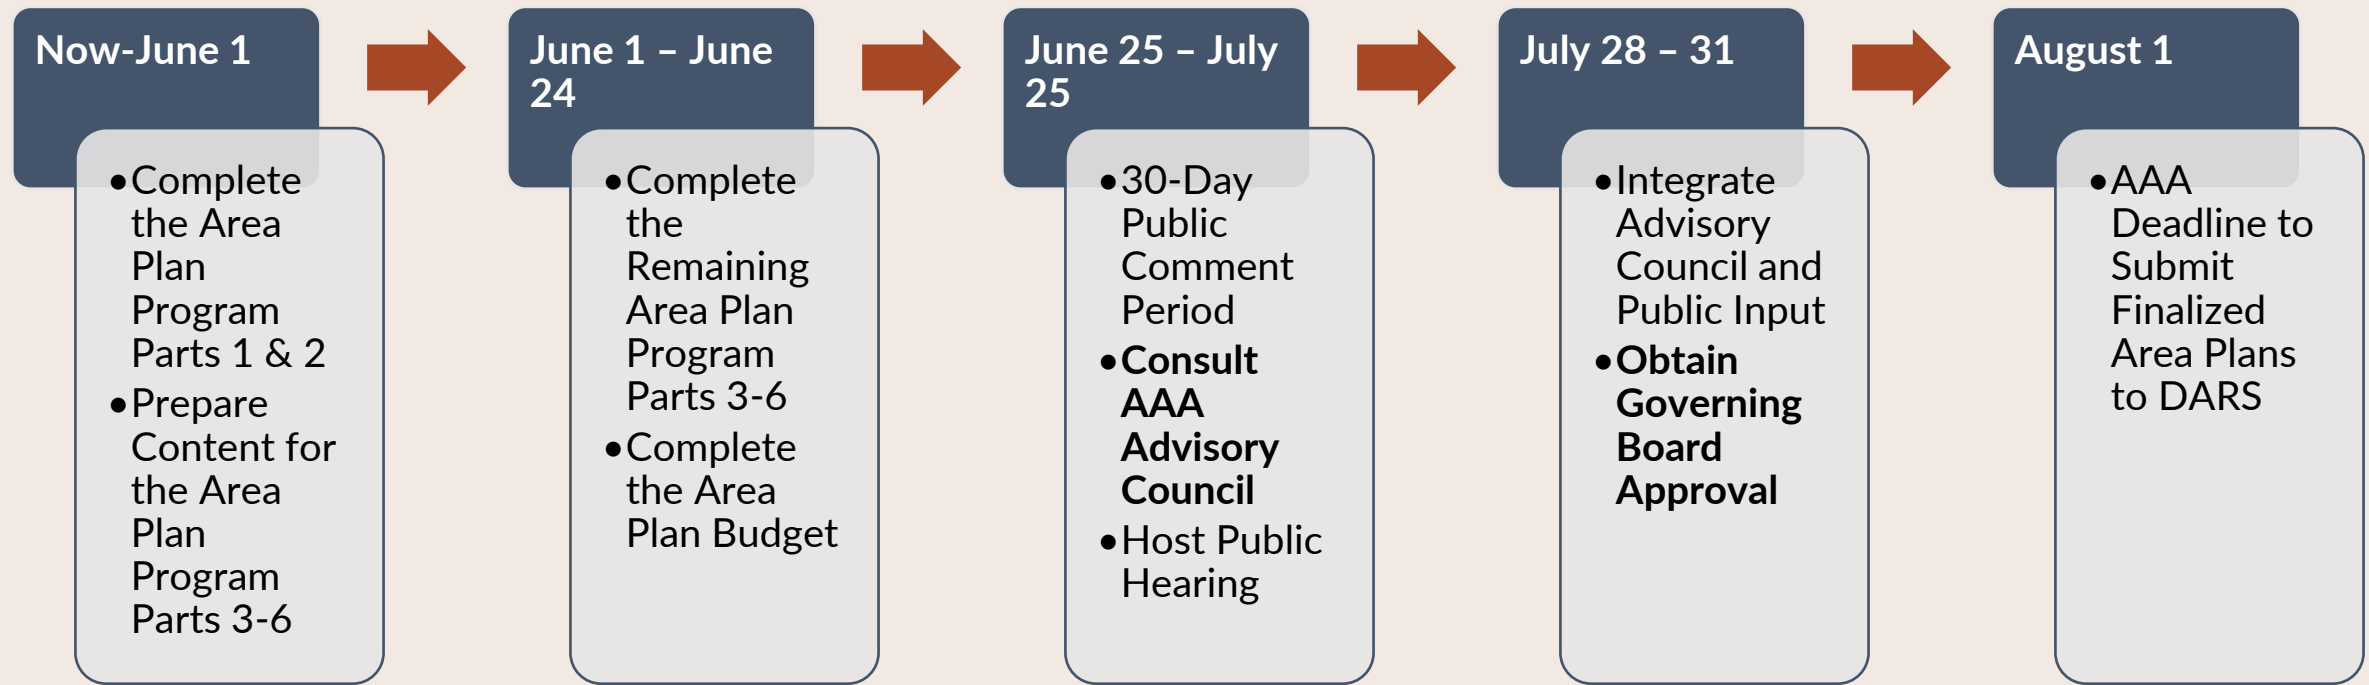 Now-June 1
•Complete
the Area
Plan
Program
Parts 1 & 2
•Prepare
Content for
the Area
Plan
Program
Parts 3-6
June 1 – June
24
•Complete
the
Remaining
Area Plan
Program
Parts 3-6
•Complete
the Area
Plan Budget
June 25 – July
25
•30-Day
Public
Comment
Period
•Consult
AAA
Advisory
Council
•Host Public
Hearing
July 28 – 31
•Integrate
Advisory
Council and
Public Input
•Obtain
Governing
Board
Approval
August 1
•AAA
Deadline to
Submit
Finalized
Area Plans
to DARS